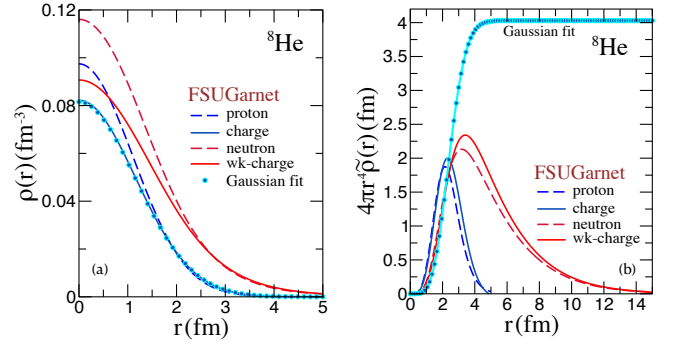 0.12
0.08
0.04
0
ρ(r)(fm⁻³)
⁸He
FSUGarnet
proton
charge
neutron
wk-charge
Gaussian fit
(a)
0 1 2 3 4 5
r(fm)
4
3.5
3
2.5
2
1.5
1
0.5
0
4πr⁴ρ̃(r)(fm)
Gaussian fit
⁸He
FSUGarnet
proton
charge
neutron
wk-charge
(b)
0 2 4 6 8 10 12 14
r(fm)